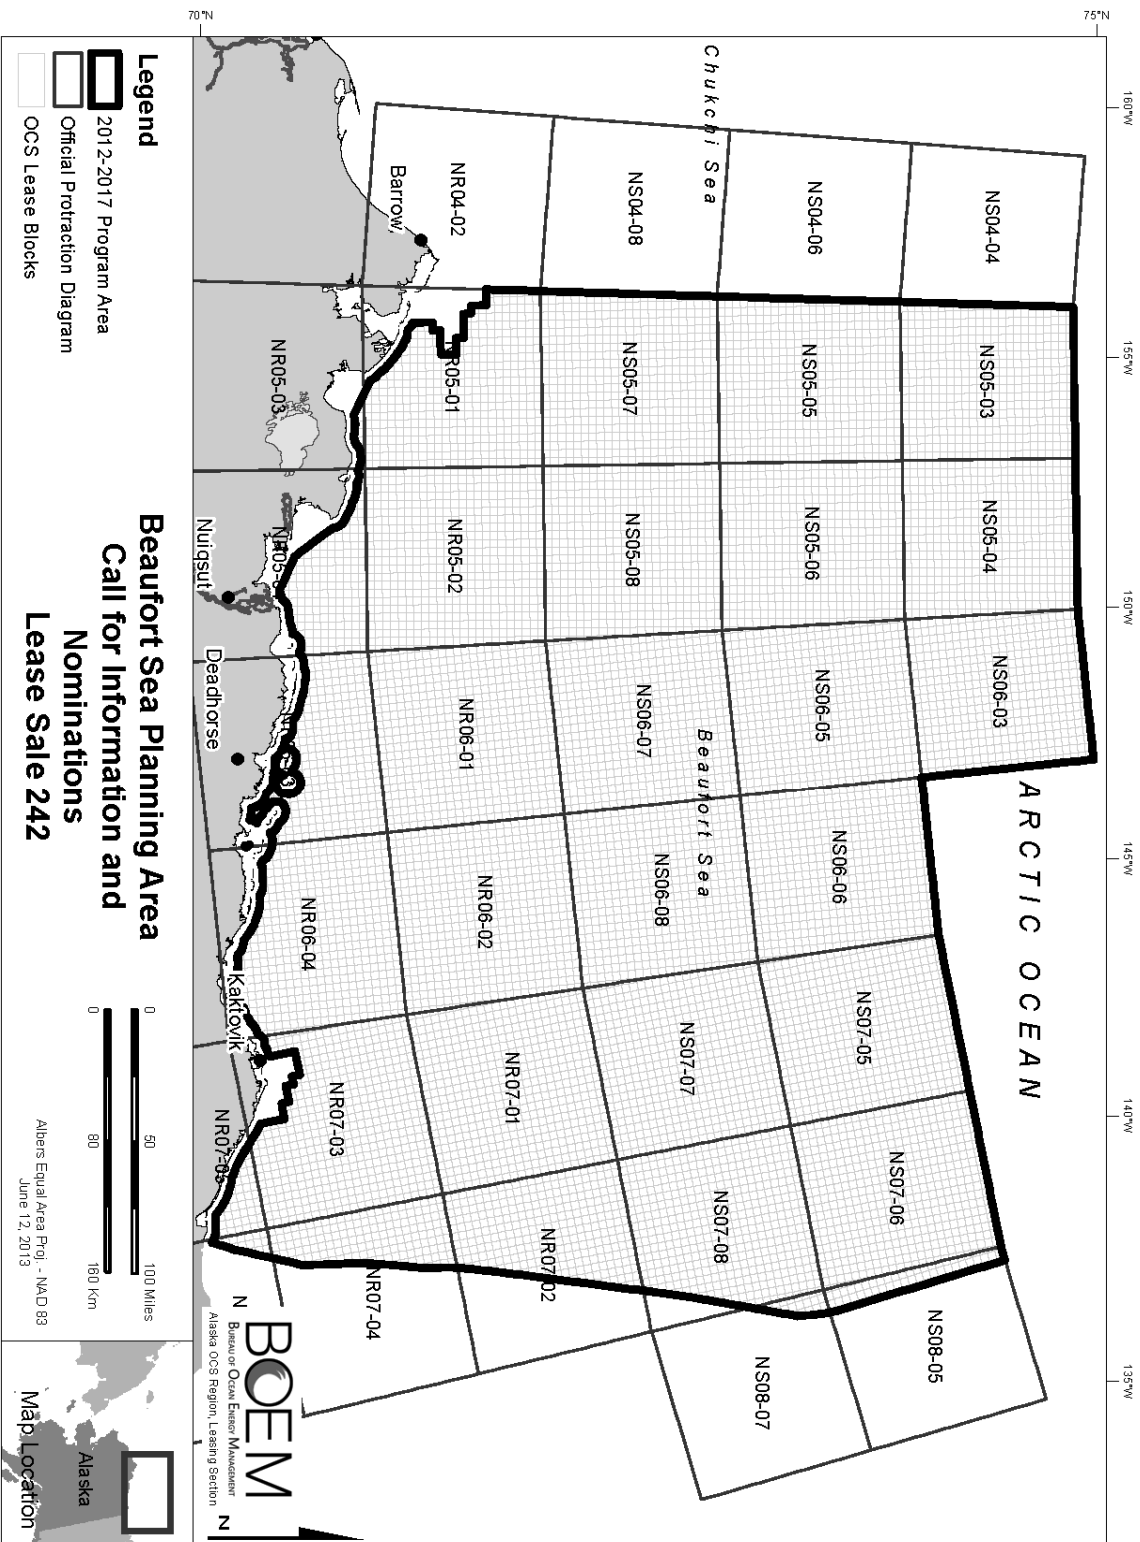 160°W
155°W
150°W
145°W
140°W
135°W
75°N
70°N
ARCTIC OCEAN
Chukchi Sea
Beaufort Sea
NS04-04
NS05-03
NS05-04
NS06-03
NS04-06
NS05-05
NS05-06
NS06-05
NS06-06
NS07-05
NS07-06
NS08-05
NS04-08
NS05-07
NS05-08
NS06-07
NS06-08
NS07-07
NS07-08
NS08-07
NR04-02
NR05-01
NR05-02
NR06-01
NR06-02
NR07-01
NR07-02
NR05-03
NR06-04
NR07-03
NR07-04
NR07-05
Barrow
Nuiqsut
Deadhorse
Kaktovik
BOEM
BUREAU OF OCEAN ENERGY MANAGEMENT
Alaska OCS Region, Leasing Section
N
N
Legend
2012-2017 Program Area
Official Protraction Diagram
OCS Lease Blocks
Beaufort Sea Planning Area
Call for Information and
Nominations
Lease Sale 242
0 50 100 Miles
0 80 160 Km
Albers Equal Area Proj. - NAD 83
June 12, 2013
Alaska
Map Location